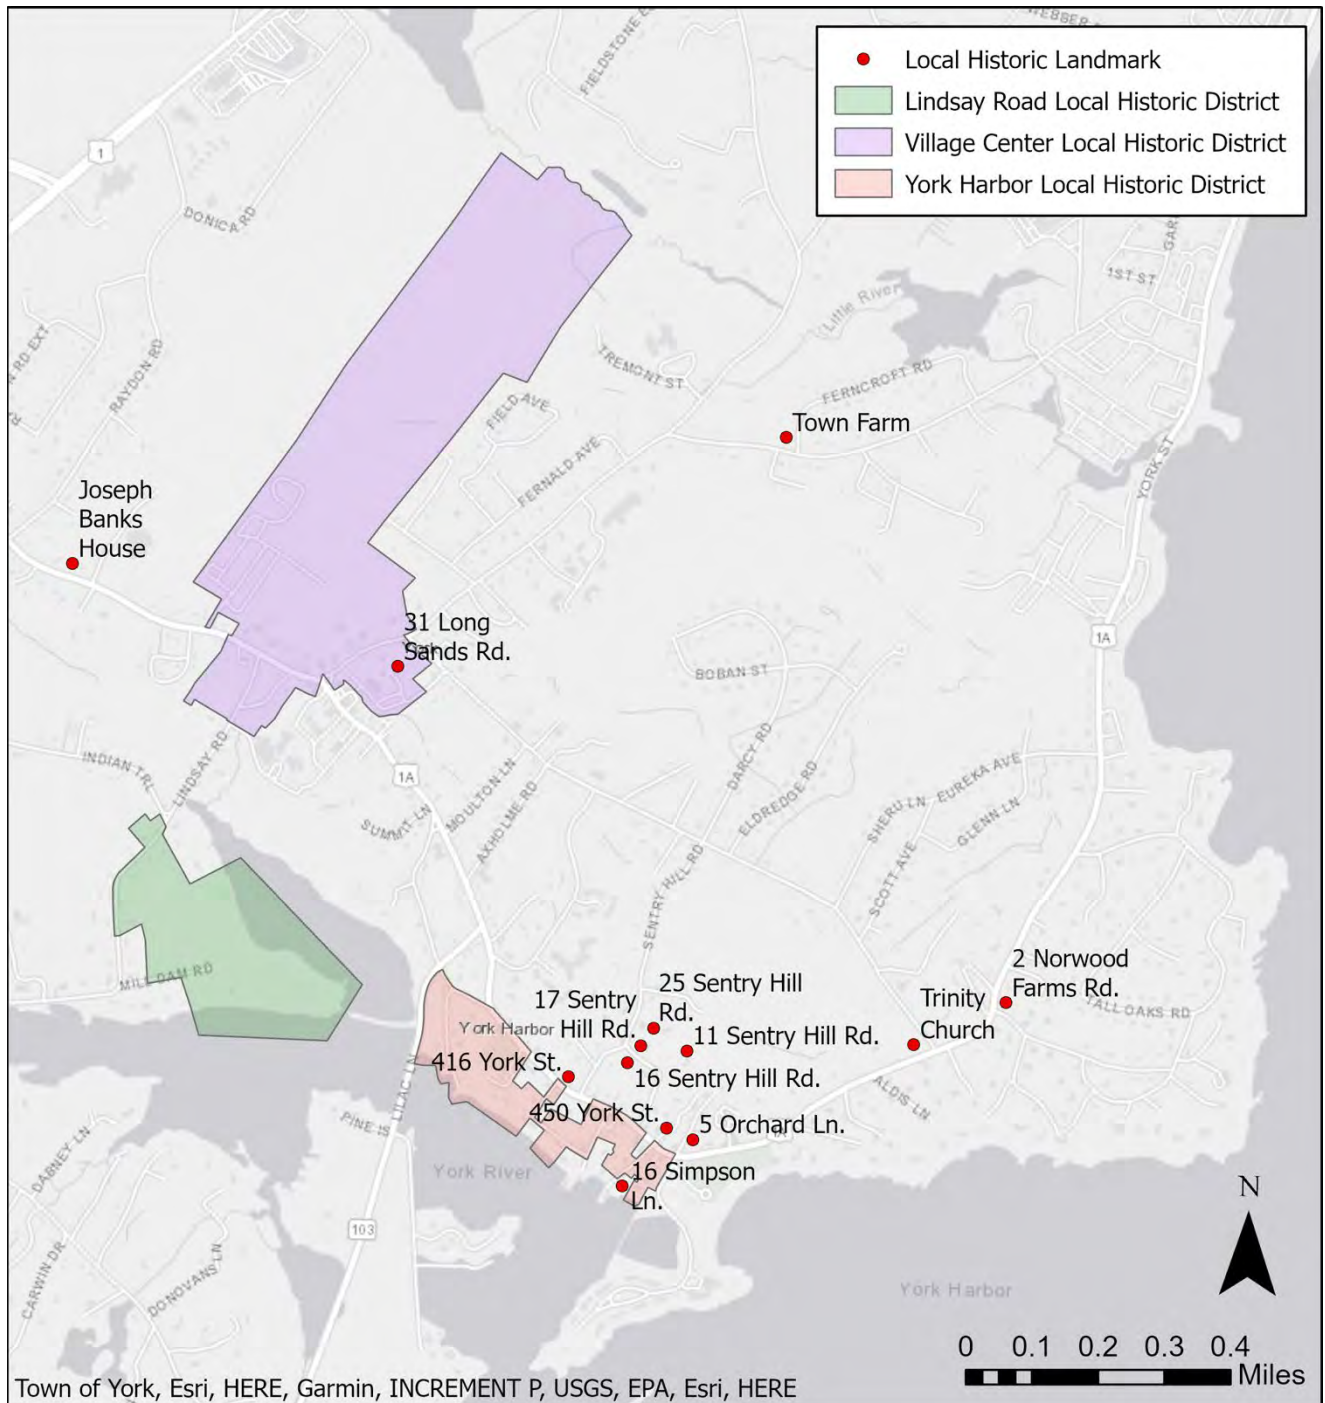 WEBBER
FIELDSTONE
Local Historic Landmark
Lindsay Road Local Historic District
Village Center Local Historic District
York Harbor Local Historic District
1
DONICA RD
1ST ST
Little River
N RD EXT
RAYDON RD
TREMONT ST
FERNCROFT RD
FIELD AVE
Town Farm
FERNALD AVE
YORK ST
Joseph
Banks
House
31 Long
Sands Rd.
1A
BOBAN ST
INDIAN TRL
LINDSAY RD
1A
SUMMIT LN
MOULTON LN
AXHOLME RD
DARCY RD
ELDREDGE RD
SHERU LN
EUREKA AVE
GLENN LN
SCOTT AVE
SENTRY HILL RD
MILL DAM RD
2 Norwood
Farms Rd.
TALL OAKS RD
25 Sentry Hill
Rd.
17 Sentry
Hill Rd.
Trinity
Church
York Harbor
11 Sentry Hill Rd.
416 York St.
16 Sentry Hill Rd.
ALDIS LN
450 York St.
5 Orchard Ln.
1A
PINE IS
LILAC LN
DABNEY LN
York River
16 Simpson
Ln.
103
CARWIN DR
DONOVANS LN
York Harbor
N
0 0.1 0.2 0.3 0.4
Miles
Town of York, Esri, HERE, Garmin, INCREMENT P, USGS, EPA, Esri, HERE